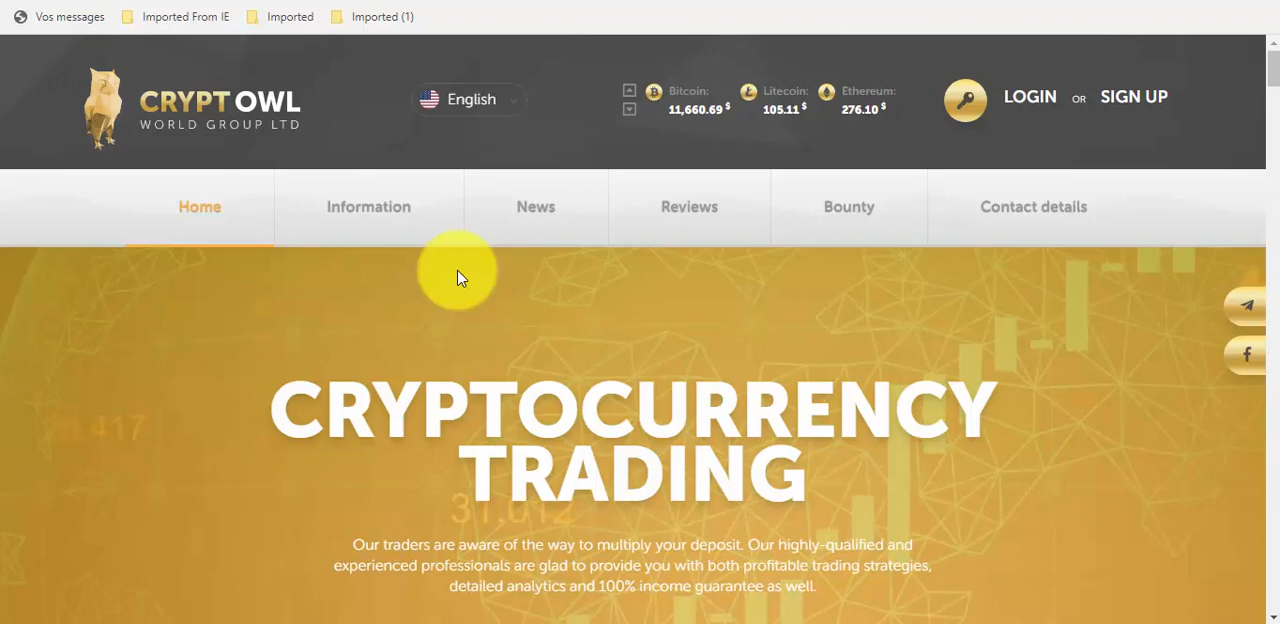 Vos messages Imported From IE Imported Imported (1)
CRYPTOWL
WORLD GROUP LTD
English
Bitcoin: 11,660.69 $
Litecoin: 105.11 $
Ethereum: 276.10 $
LOGIN OR SIGN UP
Home Information News Reviews Bounty Contact details
CRYPTOCURRENCY
TRADING
31.012
Our traders are aware of the way to multiply your deposit. Our highly-qualified and
experienced professionals are glad to provide you with both profitable trading strategies,
detailed analytics and 100% income guarantee as well.